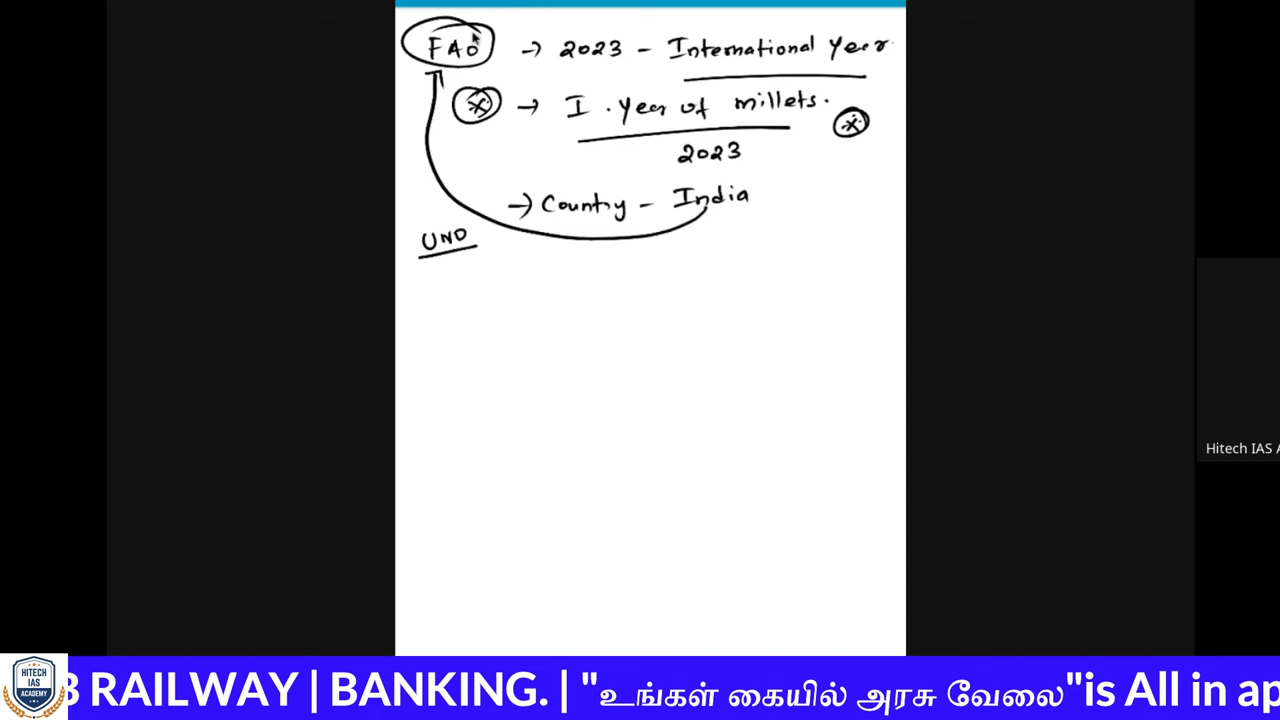 FAO → 2023 - International Year
→ I. Year of millets.
2023
→ Country - India
UNO
Hitech IAS A
HITECH
IAS
ACADEMY
3 RAILWAY | BANKING. | "உங்கள் கையில் அரசு வேலை"is All in ap